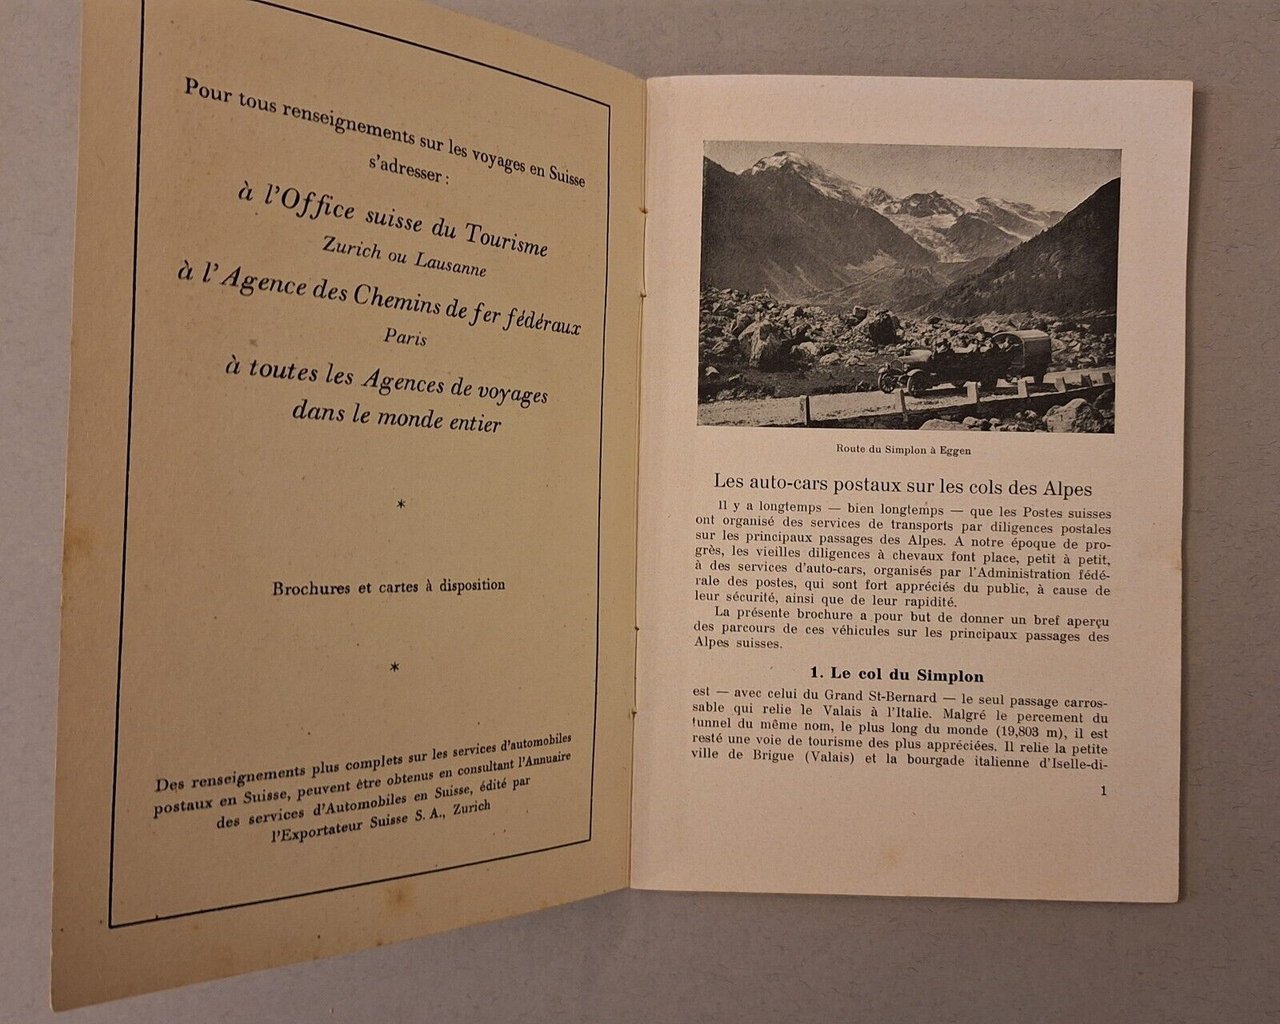 Pour tous renseignements sur les voyages en Suisse
s'adresser :
à l'Office suisse du Tourisme
Zurich ou Lausanne
à l'Agence des Chemins de fer fédéraux
Paris
à toutes les Agences de voyages
dans le monde entier
*
Brochures et cartes à disposition
*
Des renseignements plus complets sur les services d'automobiles
postaux en Suisse, peuvent être obtenus en consultant l'Annuaire
des services d'Automobiles en Suisse, édité par
l'Exportateur Suisse S. A., Zurich
Route du Simplon à Eggen
Les auto-cars postaux sur les cols des Alpes
Il y a longtemps — bien longtemps — que les Postes suisses
ont organisé des services de transports par diligences postales
sur les principaux passages des Alpes. A notre époque de pro-
grès, les vieilles diligences à chevaux font place, petit à petit,
à des services d'auto-cars, organisés par l'Administration fédé-
rale des postes, qui sont fort appréciés du public, à cause de
leur sécurité, ainsi que de leur rapidité.
La présente brochure a pour but de donner un bref aperçu
des parcours de ces véhicules sur les principaux passages des
Alpes suisses.
1. Le col du Simplon
est — avec celui du Grand St-Bernard — le seul passage carros-
sable qui relie le Valais à l'Italie. Malgré le percement du
tunnel du même nom, le plus long du monde (19,803 m), il est
resté une voie de tourisme des plus appréciées. Il relie la petite
ville de Brigue (Valais) et la bourgade italienne d'Iselle-di-
1